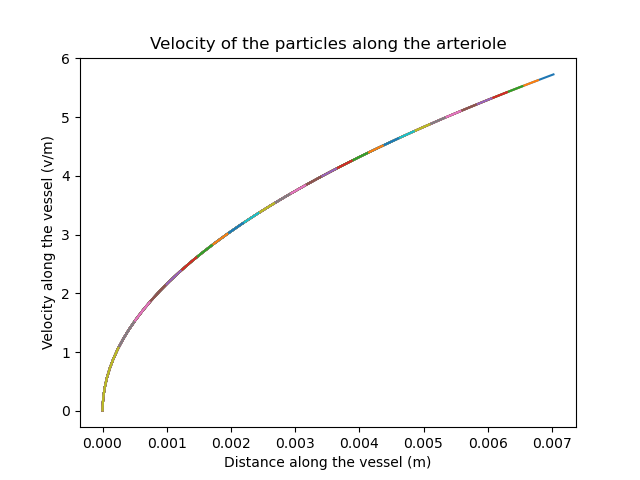 Velocity of the particles along the arteriole
Velocity along the vessel (v/m)
6
5
4
3
2
1
0
0.000 0.001 0.002 0.003 0.004 0.005 0.006 0.007
Distance along the vessel (m)